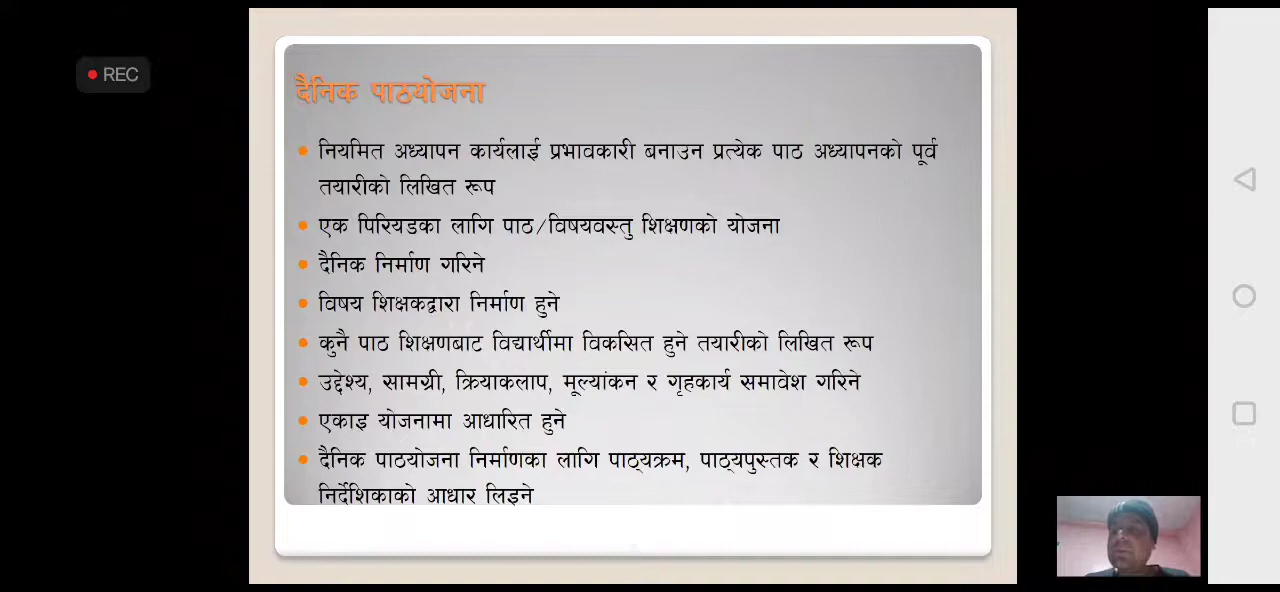 REC
दैनिक पाठयोजना
• नियमित अध्यापन कार्यलाई प्रभावकारी बनाउन प्रत्येक पाठ अध्यापनको पूर्व
तयारीको लिखित रूप
• एक पिरियडका लागि पाठ/विषयवस्तु शिक्षणको योजना
• दैनिक निर्माण गरिने
• विषय शिक्षकद्वारा निर्माण हुने
• कुनै पाठ शिक्षणबाट विद्यार्थीमा विकसित हुने तयारीको लिखित रूप
• उद्देश्य, सामग्री, क्रियाकलाप, मूल्यांकन र गृहकार्य समावेश गरिने
• एकाइ योजनामा आधारित हुने
• दैनिक पाठयोजना निर्माणका लागि पाठ्यक्रम, पाठ्यपुस्तक र शिक्षक
निर्देशिकाको आधार लिइने